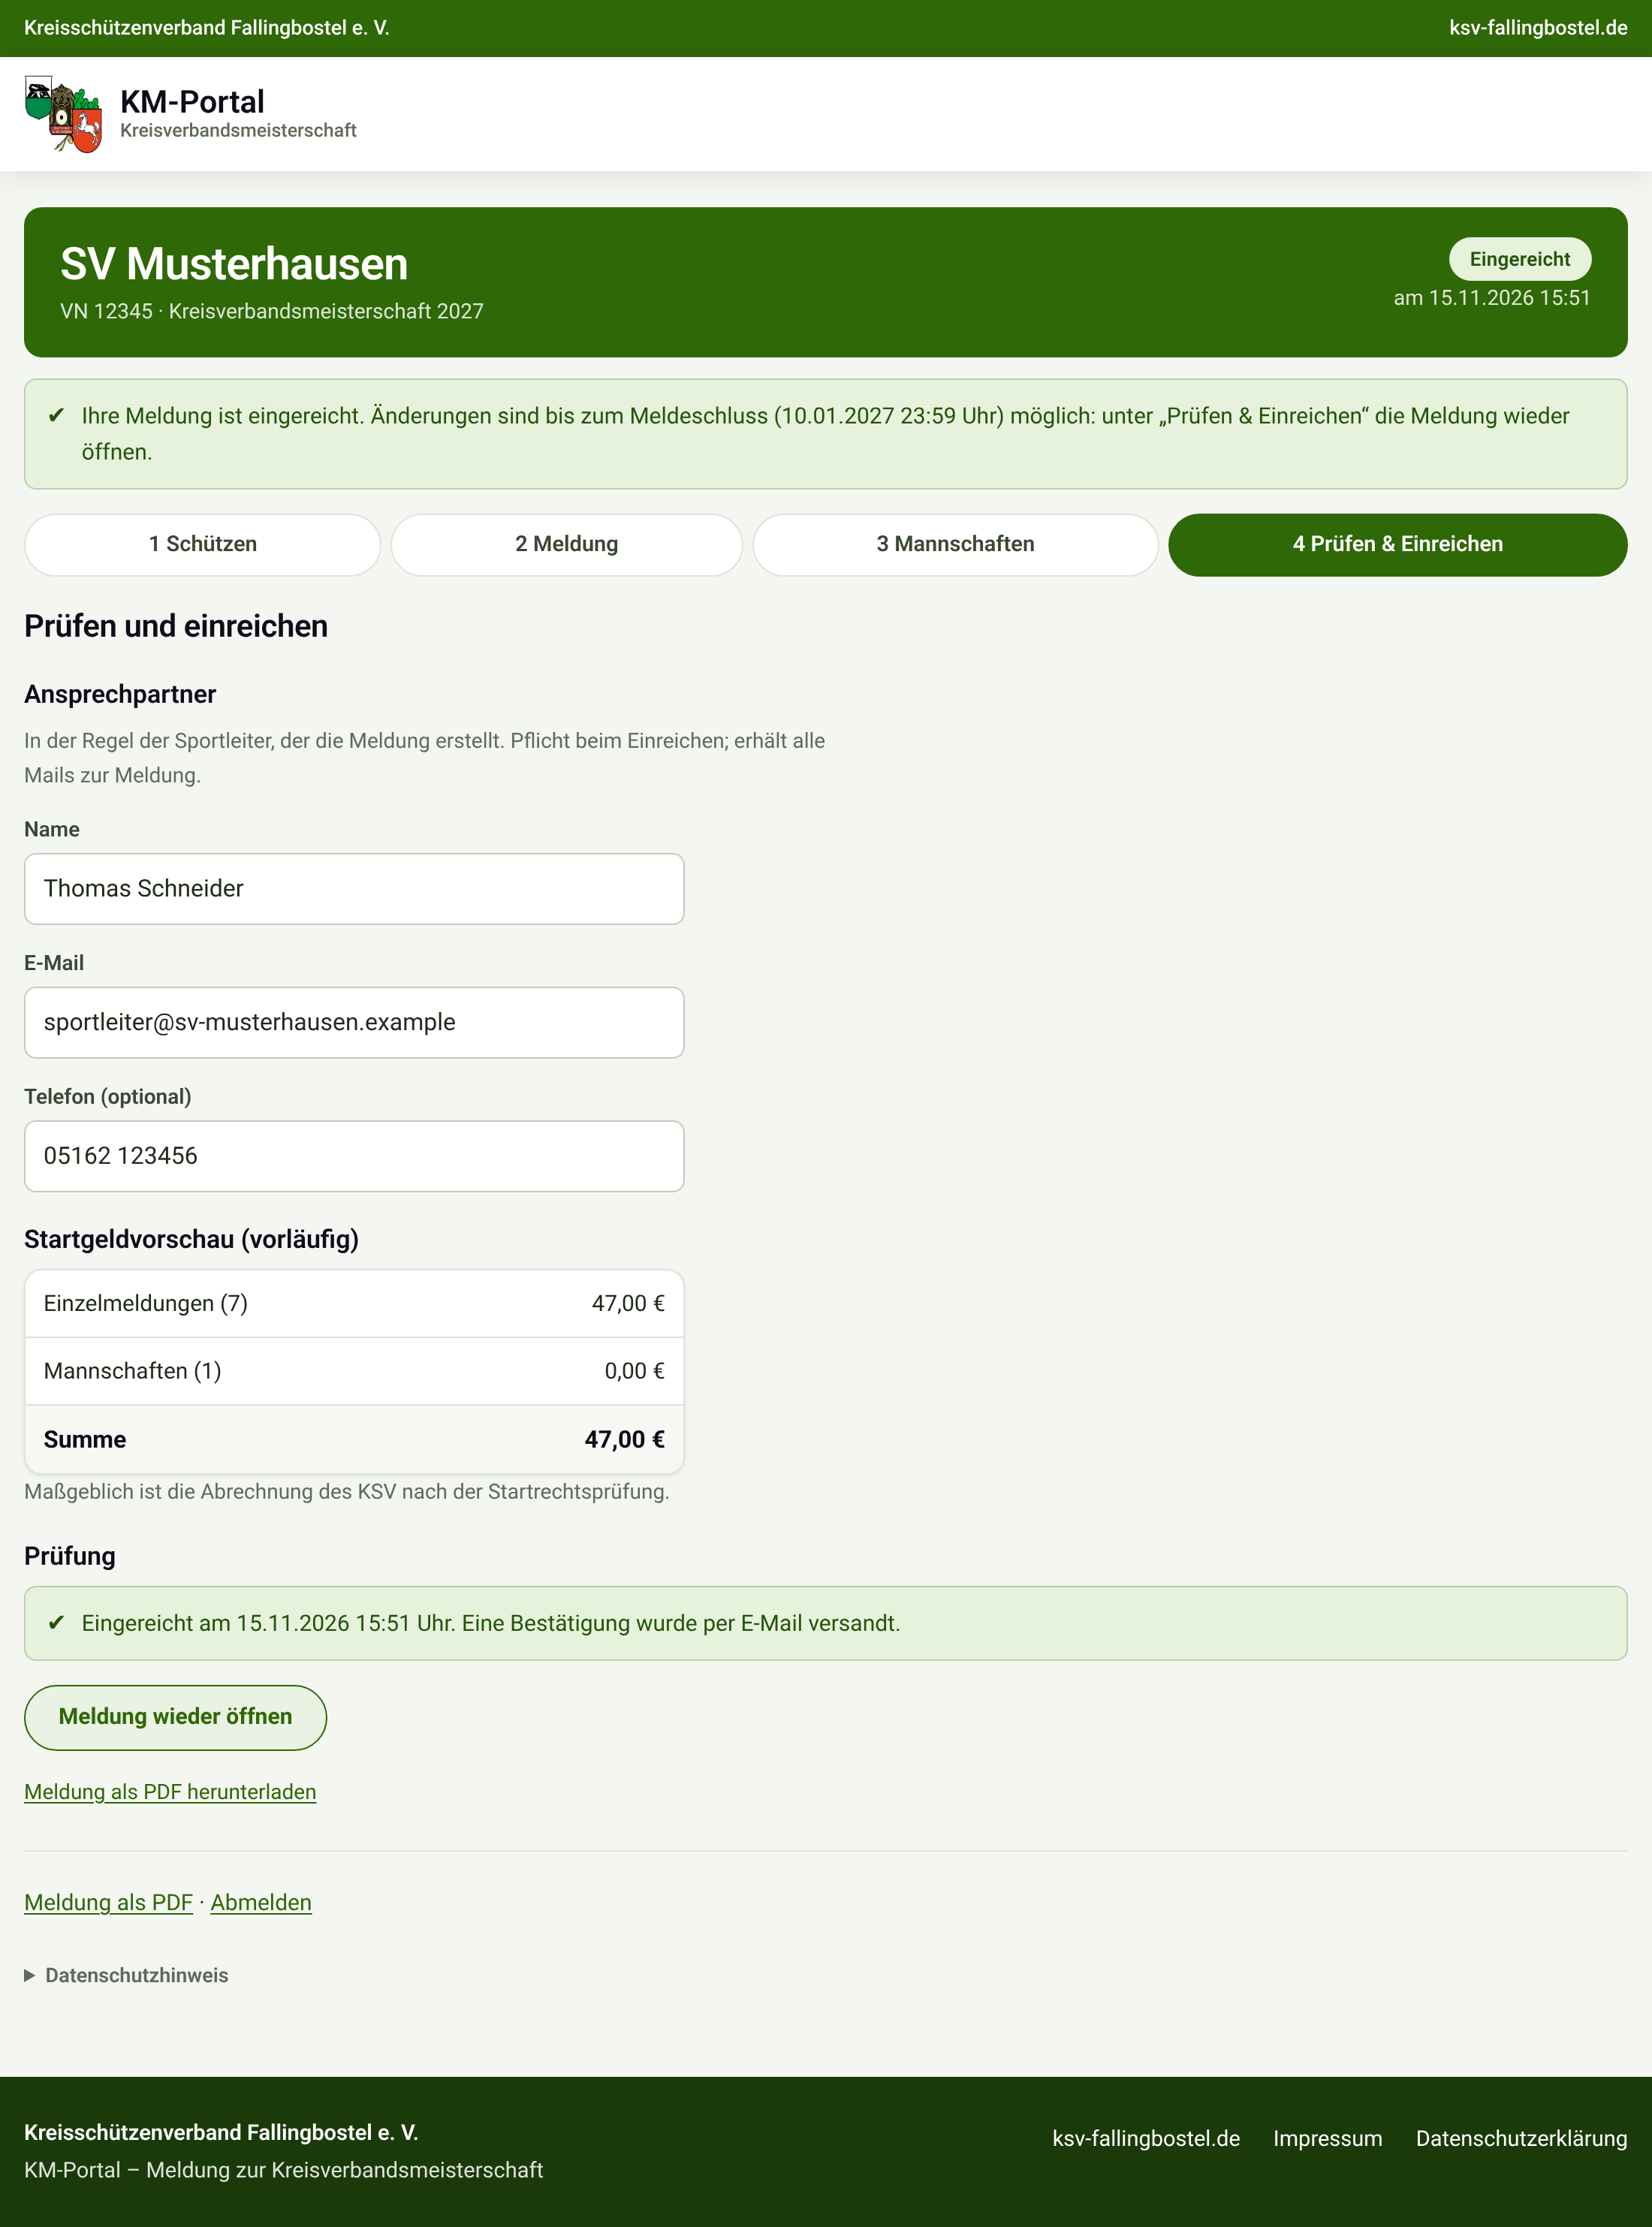 Kreisschützenverband Fallingbostel e. V.
ksv-fallingbostel.de
KM-Portal
Kreisverbandsmeisterschaft
SV Musterhausen
VN 12345 · Kreisverbandsmeisterschaft 2027
Eingereicht
am 15.11.2026 15:51
✔ Ihre Meldung ist eingereicht. Änderungen sind bis zum Meldeschluss (10.01.2027 23:59 Uhr) möglich: unter „Prüfen & Einreichen“ die Meldung wieder
öffnen.
1 Schützen
2 Meldung
3 Mannschaften
4 Prüfen & Einreichen
Prüfen und einreichen
Ansprechpartner
In der Regel der Sportleiter, der die Meldung erstellt. Pflicht beim Einreichen; erhält alle
Mails zur Meldung.
Name
Thomas Schneider
E-Mail
sportleiter@sv-musterhausen.example
Telefon (optional)
05162 123456
Startgeldvorschau (vorläufig)
Einzelmeldungen (7) 47,00 €
Mannschaften (1) 0,00 €
Summe 47,00 €
Maßgeblich ist die Abrechnung des KSV nach der Startrechtsprüfung.
Prüfung
✔ Eingereicht am 15.11.2026 15:51 Uhr. Eine Bestätigung wurde per E-Mail versandt.
Meldung wieder öffnen
Meldung als PDF herunterladen
Meldung als PDF · Abmelden
▶ Datenschutzhinweis
Kreisschützenverband Fallingbostel e. V.
KM-Portal – Meldung zur Kreisverbandsmeisterschaft
ksv-fallingbostel.de Impressum Datenschutzerklärung